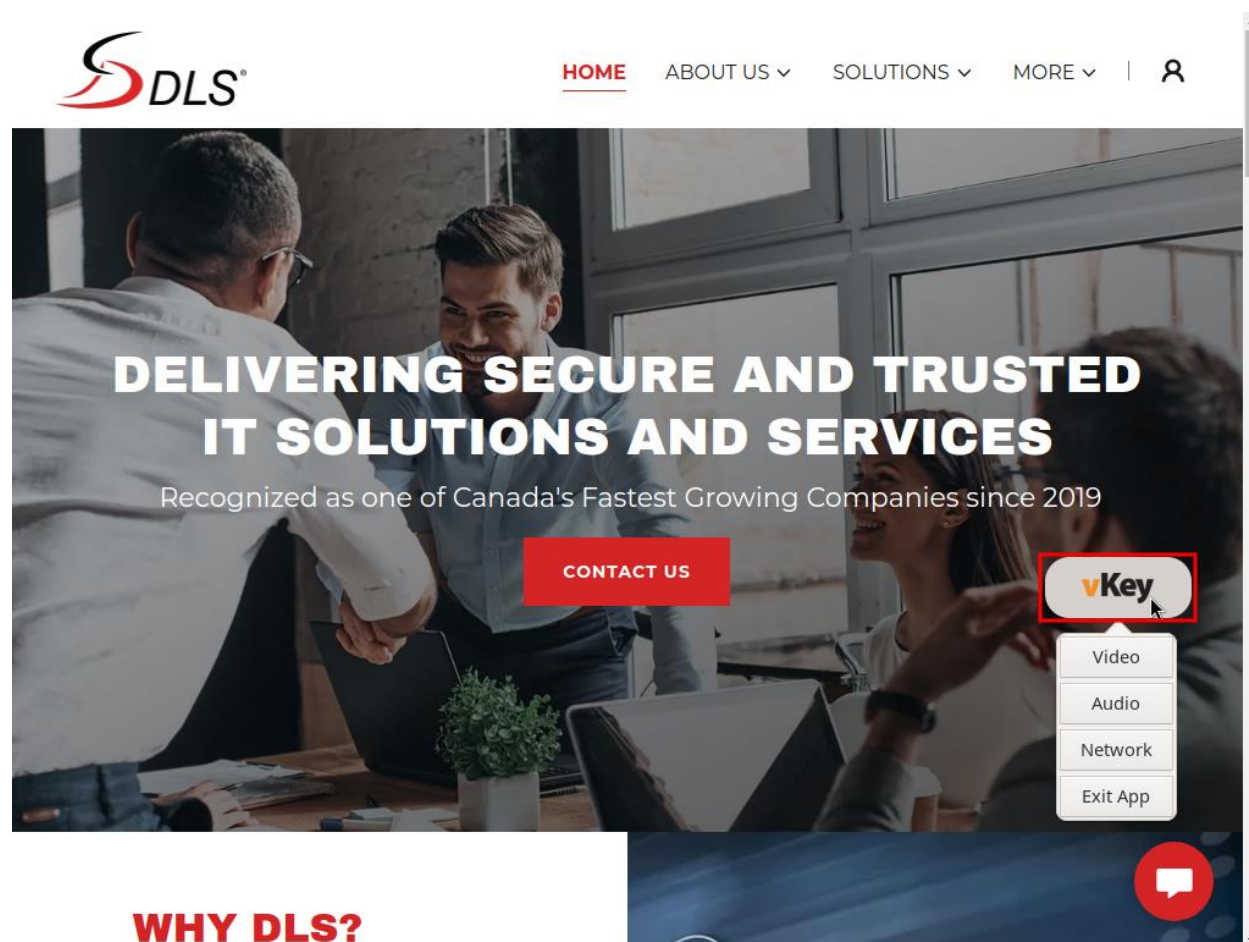 DLS®
HOME ABOUT US SOLUTIONS MORE
DELIVERING SECURE AND TRUSTED
IT SOLUTIONS AND SERVICES
Recognized as one of Canada's Fastest Growing Companies since 2019
CONTACT US
vKey
Video
Audio
Network
Exit App
WHY DLS?